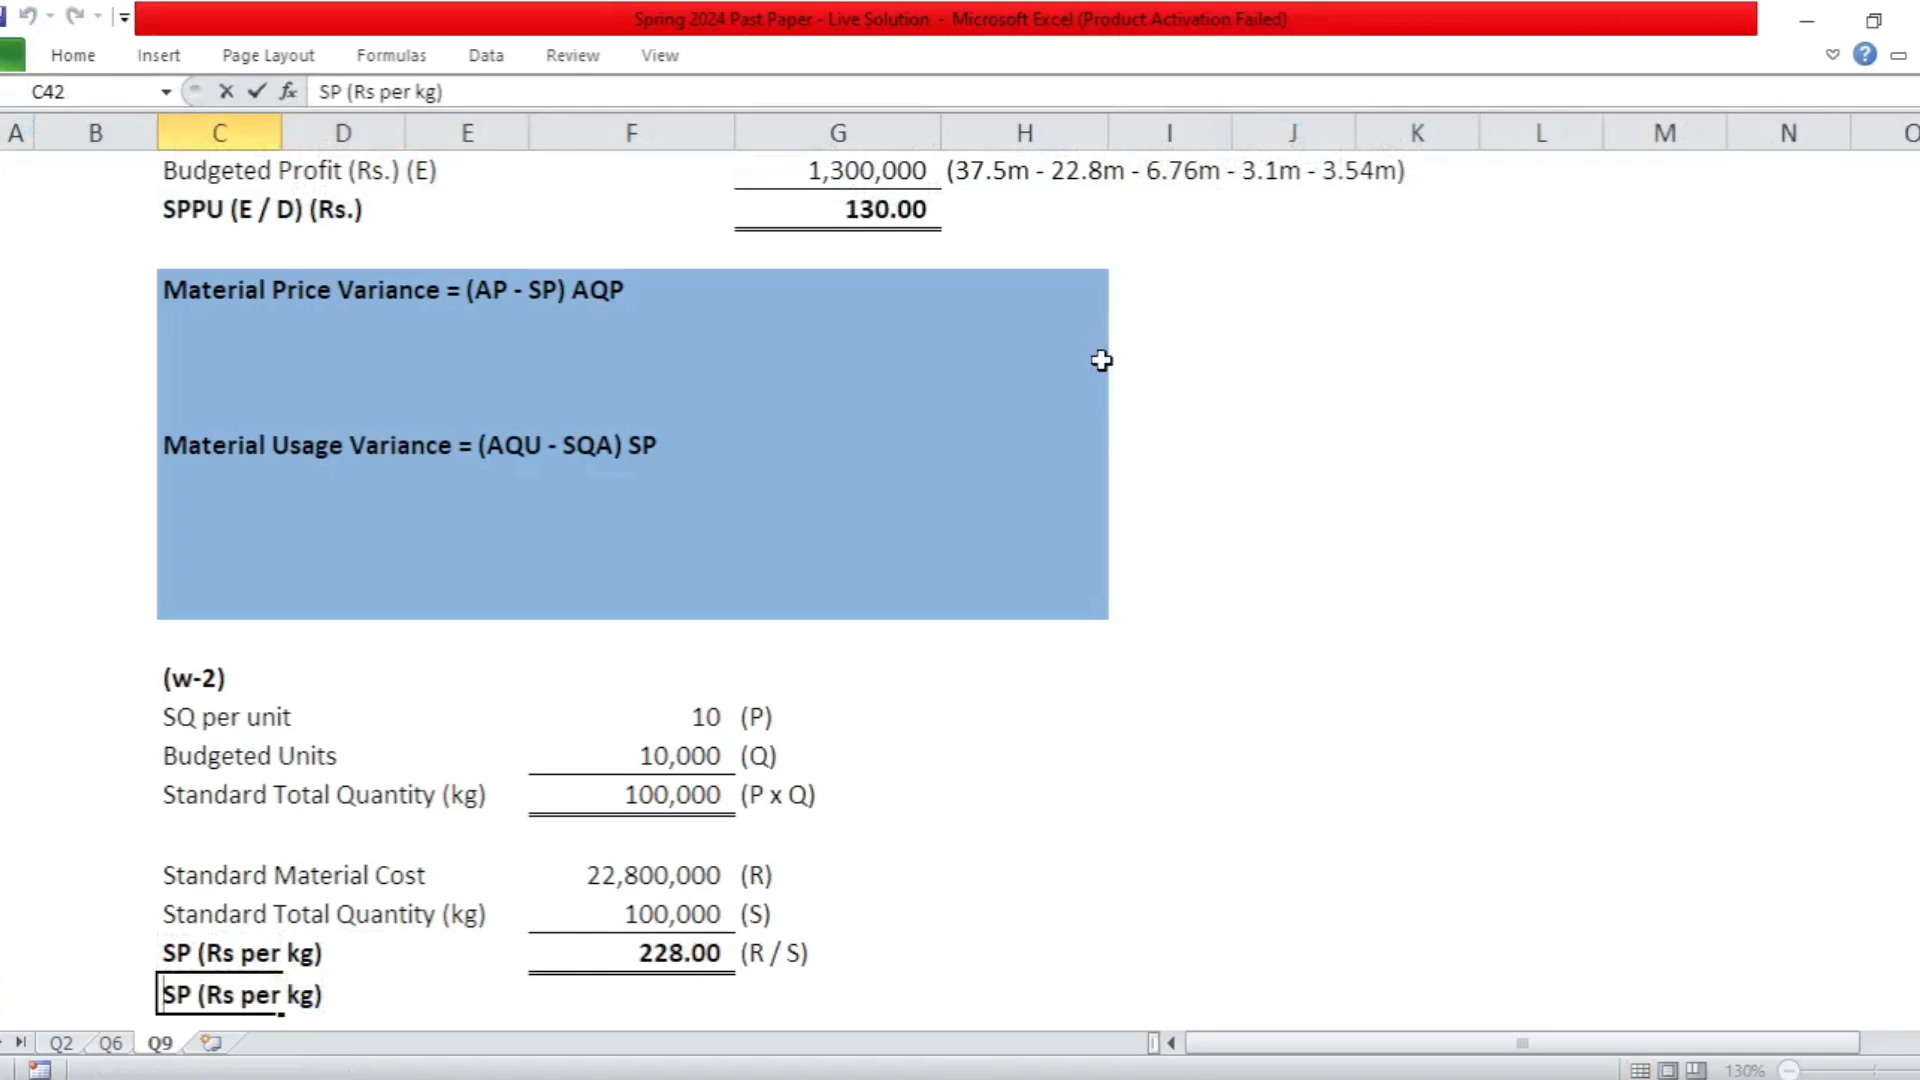 Spring 2024 Past Paper - Live Solution - Microsoft Excel (Product Activation Failed)
Home Insert Page Layout Formulas Data Review View
C42 fx SP (Rs per kg)
A B C D E F G H I J K L M N O
Budgeted Profit (Rs.) (E) 1,300,000 (37.5m - 22.8m - 6.76m - 3.1m - 3.54m)
SPPU (E / D) (Rs.) 130.00
Material Price Variance = (AP - SP) AQP
Material Usage Variance = (AQU - SQA) SP
(w-2)
SQ per unit 10 (P)
Budgeted Units 10,000 (Q)
Standard Total Quantity (kg) 100,000 (P x Q)
Standard Material Cost 22,800,000 (R)
Standard Total Quantity (kg) 100,000 (S)
SP (Rs per kg) 228.00 (R / S)
SP (Rs per kg)
Q2 Q6 Q9
130%